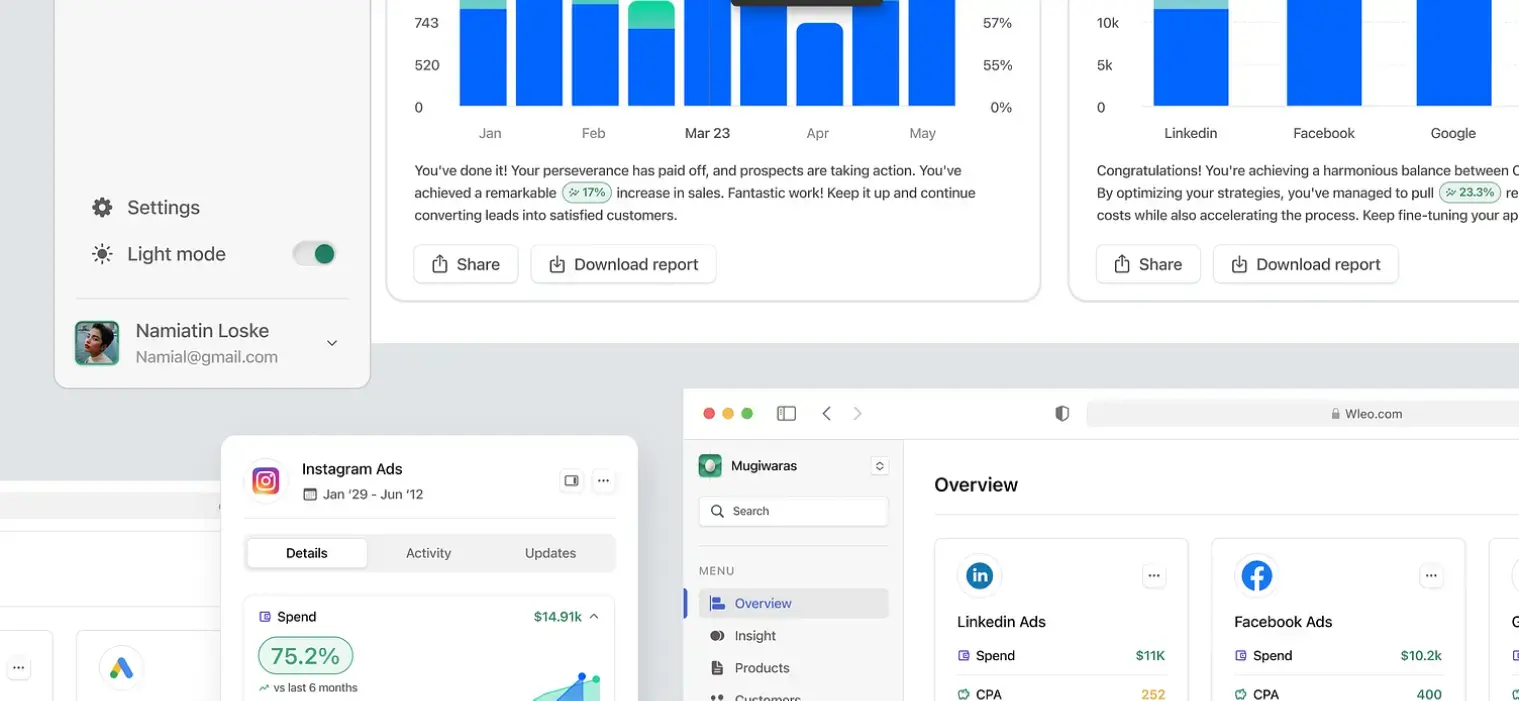 743
520
0
57%
55%
0%
Jan Feb Mar 23 Apr May
You've done it! Your perseverance has paid off, and prospects are taking action. You've
achieved a remarkable 17% increase in sales. Fantastic work! Keep it up and continue
converting leads into satisfied customers.
Share
Download report
10k
5k
0
Linkedin Facebook Google
Congratulations! You're achieving a harmonious balance between
By optimizing your strategies, you've managed to pull 23.3%
costs while also accelerating the process. Keep fine-tuning your
Share
Download report
Settings
Light mode
Namiatin Loske
Namial@gmail.com
Instagram Ads
Jan '29 - Jun '12
Details Activity Updates
Spend $14.91k
75.2%
vs last 6 months
Wleo.com
Mugiwaras
Search
MENU
Overview
Insight
Products
Customers
Overview
in
Linkedin Ads
Spend $11K
CPA 252
Facebook Ads
Spend $10.2k
CPA 400